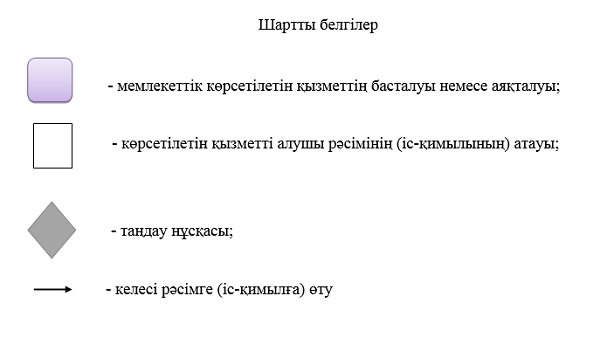 Шартты белгілер
- мемлекеттік көрсетілетін қызметтің басталуы немесе аяқталуы;
- көрсетілетін қызметті алушы рәсімінің (іс-қимылының) атауы;
- таңдау нұсқасы;
- келесі рәсімге (іс-қимылға) өту